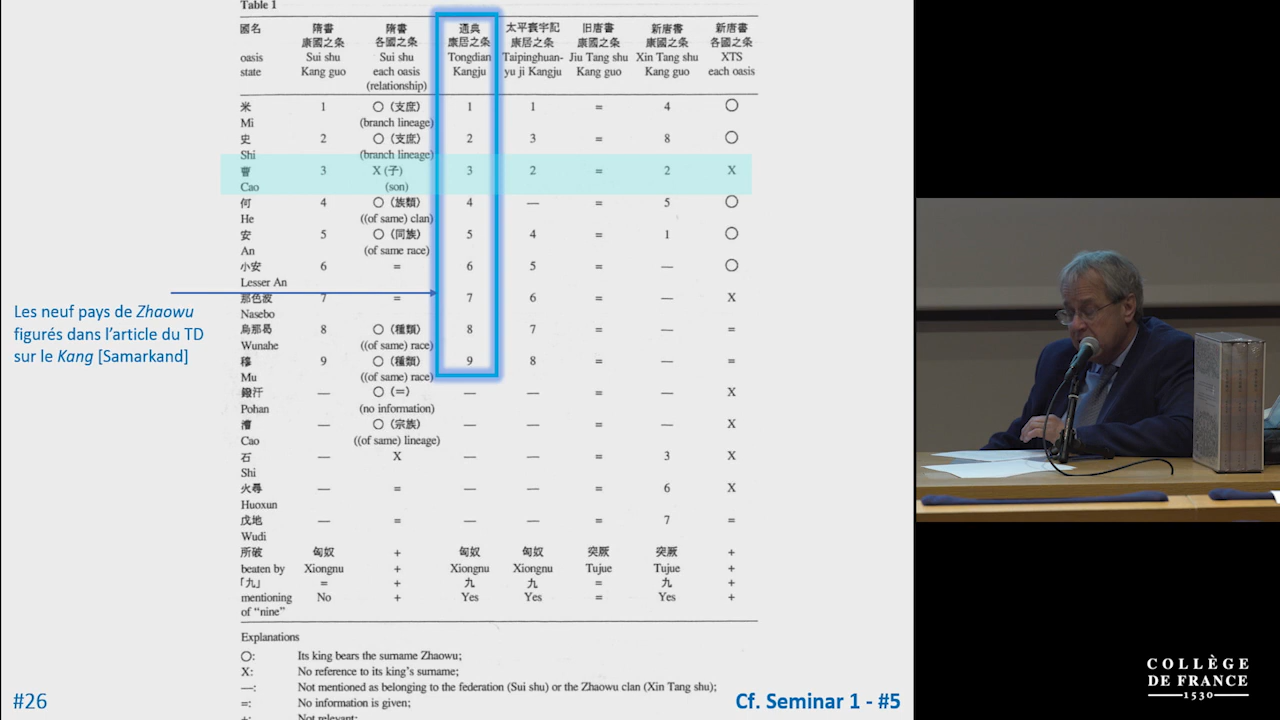 Table 1
國名 隋書 隋書 通典 太平寰宇記 旧唐書 新唐書 新唐書
康國之条 各國之条 康居之条 康居之条 康國之条 康國之条 各國之条
oasis Sui shu Sui shu Tongdian Taipinghuan- Jiu Tang shu Xin Tang shu XTS
state Kang guo each oasis Kangju yu ji Kangju Kang guo Kang guo each oasis
(relationship)
米 1 〇 (支庶) 1 1 = 4 〇
Mi (branch lineage)
史 2 〇 (支庶) 2 3 = 8 〇
Shi (branch lineage)
曹 3 X (子) 3 2 = 2 X
Cao (son)
何 4 〇 (族類) 4 — = 5 〇
He ((of same) clan)
安 5 〇 (同族) 5 4 = 1 〇
An (of same race)
小安 6 = 6 5 = — 〇
Lesser An
那色波 7 = 7 6 = — X
Nasebo
烏那曷 8 〇 (種類) 8 7 = — =
Wunahe ((of same) race)
穆 9 〇 (種類) 9 8 = — =
Mu ((of same) race)
鏺汗 — 〇 (=) — — = — X
Pohan (no information)
漕 — 〇 (宗族) — — = — X
Cao ((of same) lineage)
石 — X — — = 3 X
Shi
火尋 — = — — = 6 X
Huoxun
戊地 — = — — = 7 =
Wudi
所破 匈奴 + 匈奴 匈奴 突厥 突厥 +
beaten by Xiongnu + Xiongnu Xiongnu Tujue Tujue +
「九」 = + 九 九 = 九 +
mentioning No + Yes Yes = Yes +
of “nine”
Explanations
〇: Its king bears the surname Zhaowu;
X: No reference to its king's surname;
—: Not mentioned as belonging to the federation (Sui shu) or the Zhaowu clan (Xin Tang shu);
=: No information is given;
+: Not relevant;
Les neuf pays de Zhaowu
figurés dans l’article du TD
sur le Kang [Samarkand]
#26
Cf. Seminar 1 - #5
COLLÈGE
DE FRANCE
1530